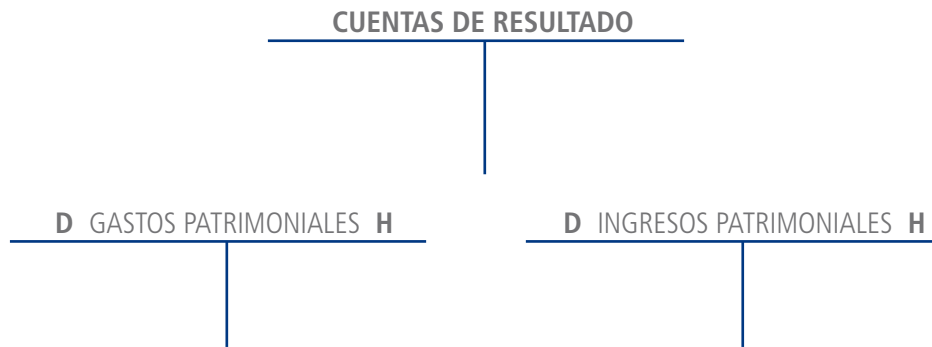 CUENTAS DE RESULTADO
D GASTOS PATRIMONIALES H
D INGRESOS PATRIMONIALES H